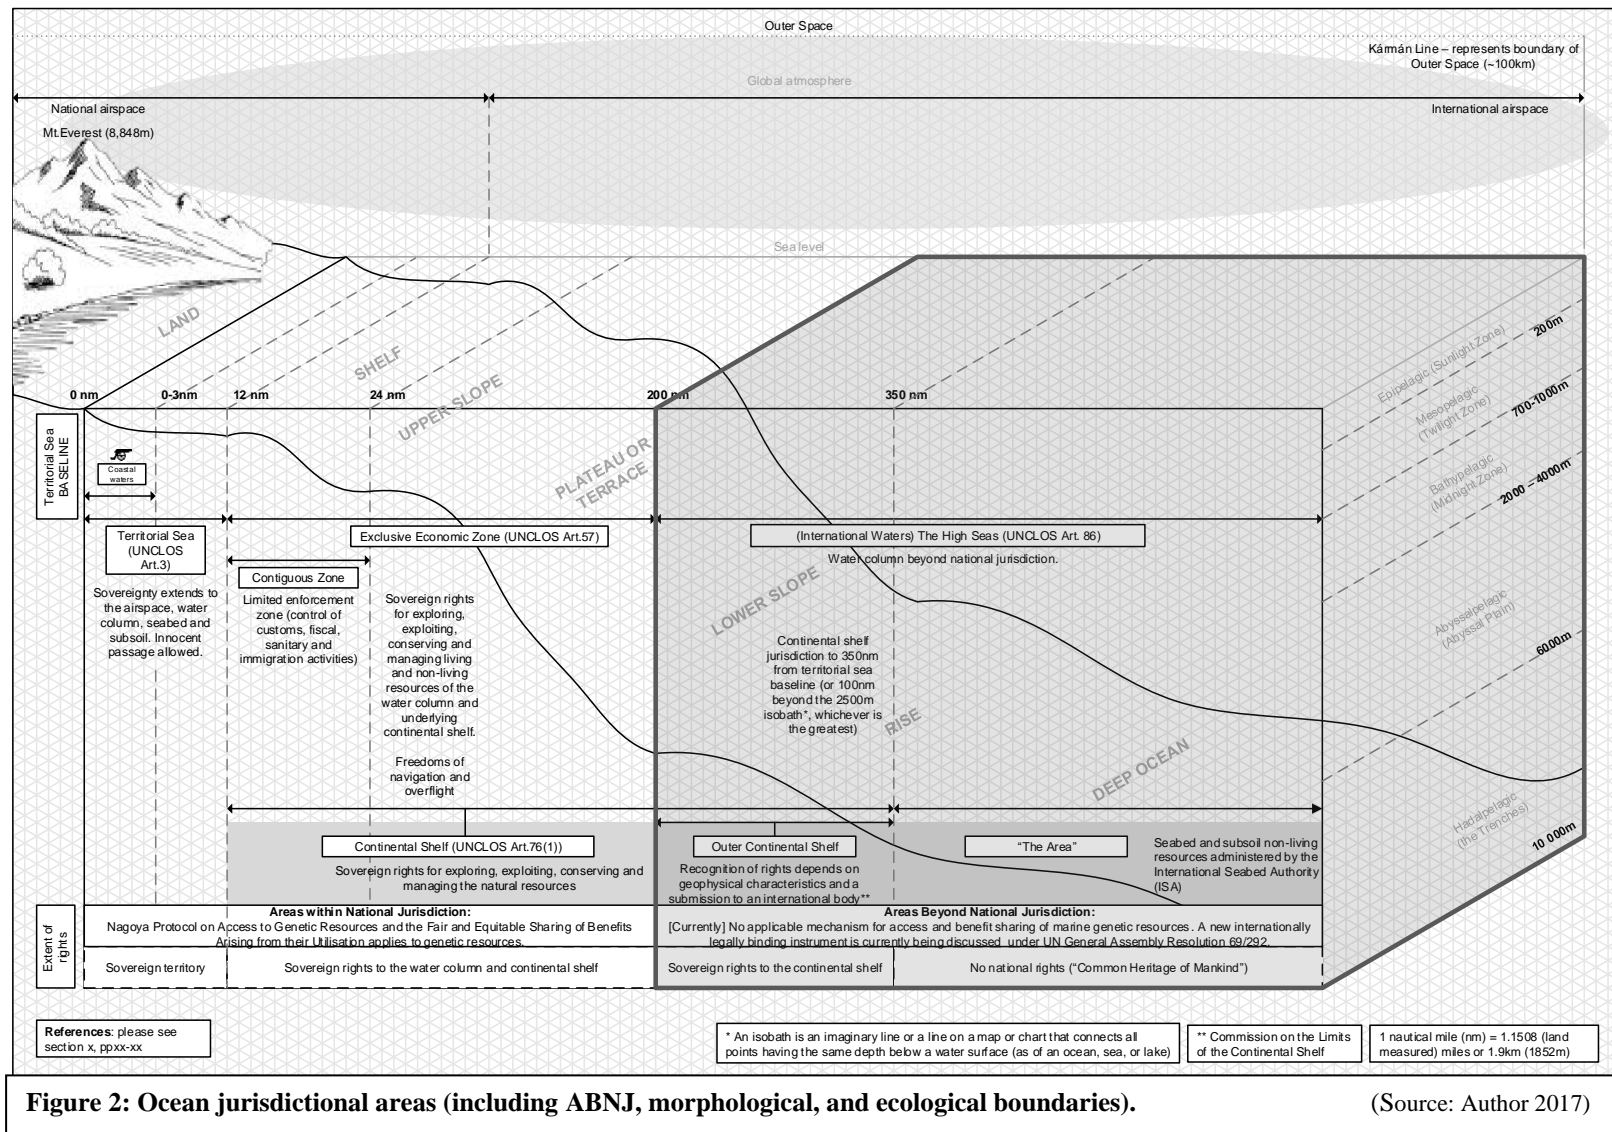 Outer Space
Kármán Line – represents boundary of
Outer Space (~100km)
Global atmosphere
National airspace
International airspace
Mt.Everest (8,848m)
Sea level
LAND
SHELF
UPPER SLOPE
PLATEAU OR
TERRACE
LOWER SLOPE
RISE
DEEP OCEAN
Epipelagic (Sunlight Zone)
200m
Mesopelagic
(Twilight Zone)
700-1000m
Bathypelagic
(Midnight Zone)
2000 – 4000m
Abyssalpelagic
(Abyssal Plain)
6000m
Hadalpelagic
(the Trenches)
10 000m
0 nm
0-3nm
12 nm
24 nm
200 nm
350 nm
Territorial Sea
BASELINE
Coastal
waters
Territorial Sea
(UNCLOS
Art.3)
Sovereignty extends to
the airspace, water
column, seabed and
subsoil. Innocent
passage allowed.
Exclusive Economic Zone (UNCLOS Art.57)
Contiguous Zone
Limited enforcement
zone (control of
customs, fiscal,
sanitary and
immigration activities)
Sovereign rights
for exploring,
exploiting,
conserving and
managing living
and non-living
resources of the
water column and
underlying
continental shelf.
Freedoms of
navigation and
overflight
(International Waters) The High Seas (UNCLOS Art. 86)
Water column beyond national jurisdiction.
Continental shelf
jurisdiction to 350nm
from territorial sea
baseline (or 100nm
beyond the 2500m
isobath*, whichever is
the greatest)
Continental Shelf (UNCLOS Art.76(1))
Sovereign rights for exploring, exploiting, conserving and
managing the natural resources
Outer Continental Shelf
Recognition of rights depends on
geophysical characteristics and a
submission to an international body**
“The Area”
Seabed and subsoil non-living
resources administered by the
International Seabed Authority
(ISA)
Extent of
rights
Areas within National Jurisdiction:
Nagoya Protocol on Access to Genetic Resources and the Fair and Equitable Sharing of Benefits
Arising from their Utilisation applies to genetic resources.
Areas Beyond National Jurisdiction:
[Currently] No applicable mechanism for access and benefit sharing of marine genetic resources. A new internationally
legally binding instrument is currently being discussed under UN General Assembly Resolution 69/292.
Sovereign territory
Sovereign rights to the water column and continental shelf
Sovereign rights to the continental shelf
No national rights (“Common Heritage of Mankind”)
References: please see
section x, ppxx-xx
* An isobath is an imaginary line or a line on a map or chart that connects all
points having the same depth below a water surface (as of an ocean, sea, or lake)
** Commission on the Limits
of the Continental Shelf
1 nautical mile (nm) = 1.1508 (land
measured) miles or 1.9km (1852m)
Figure 2: Ocean jurisdictional areas (including ABNJ, morphological, and ecological boundaries).
(Source: Author 2017)